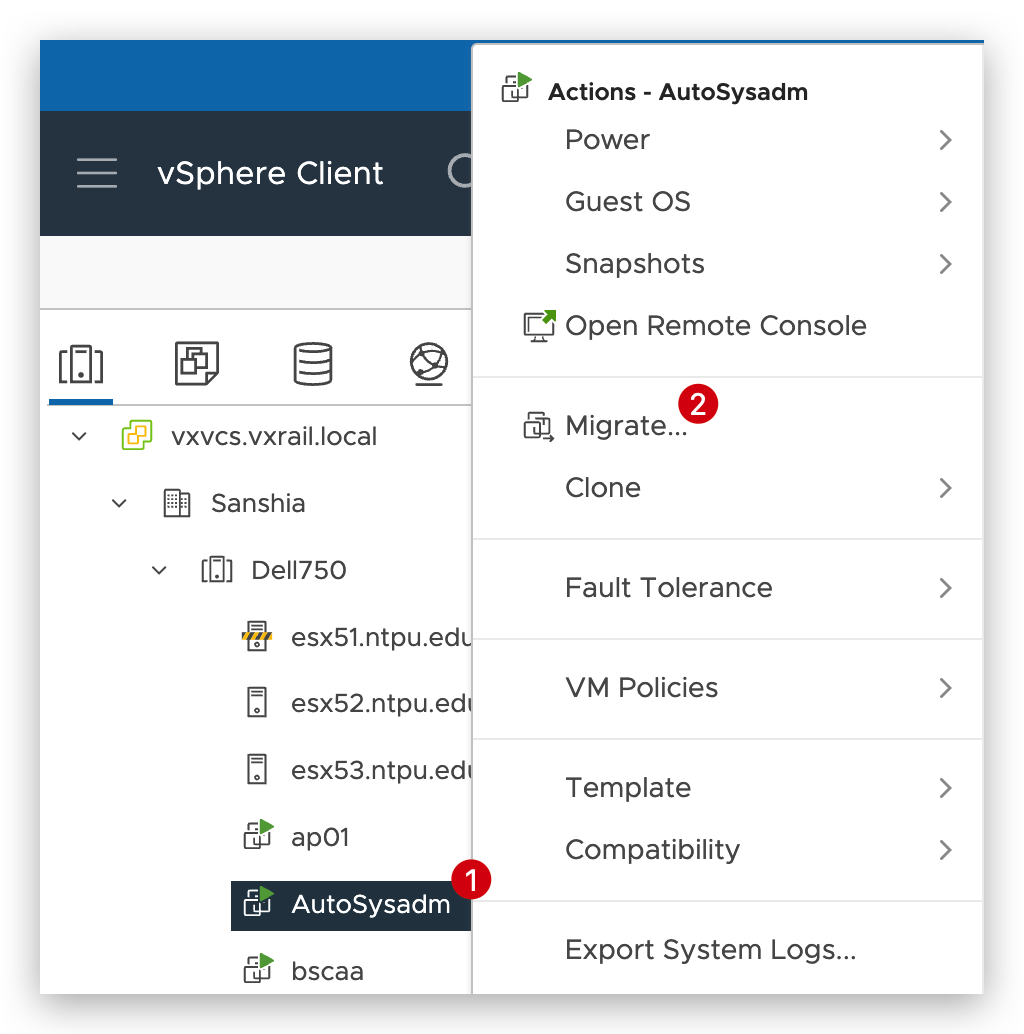 vSphere Client
vxvcs.vxrail.local
Sanshia
Dell750
esx51.ntpu.edu
esx52.ntpu.edu
esx53.ntpu.edu
ap01
AutoSysadm
1
bscaa
Actions - AutoSysadm
Power
Guest OS
Snapshots
Open Remote Console
Migrate...
2
Clone
Fault Tolerance
VM Policies
Template
Compatibility
Export System Logs...